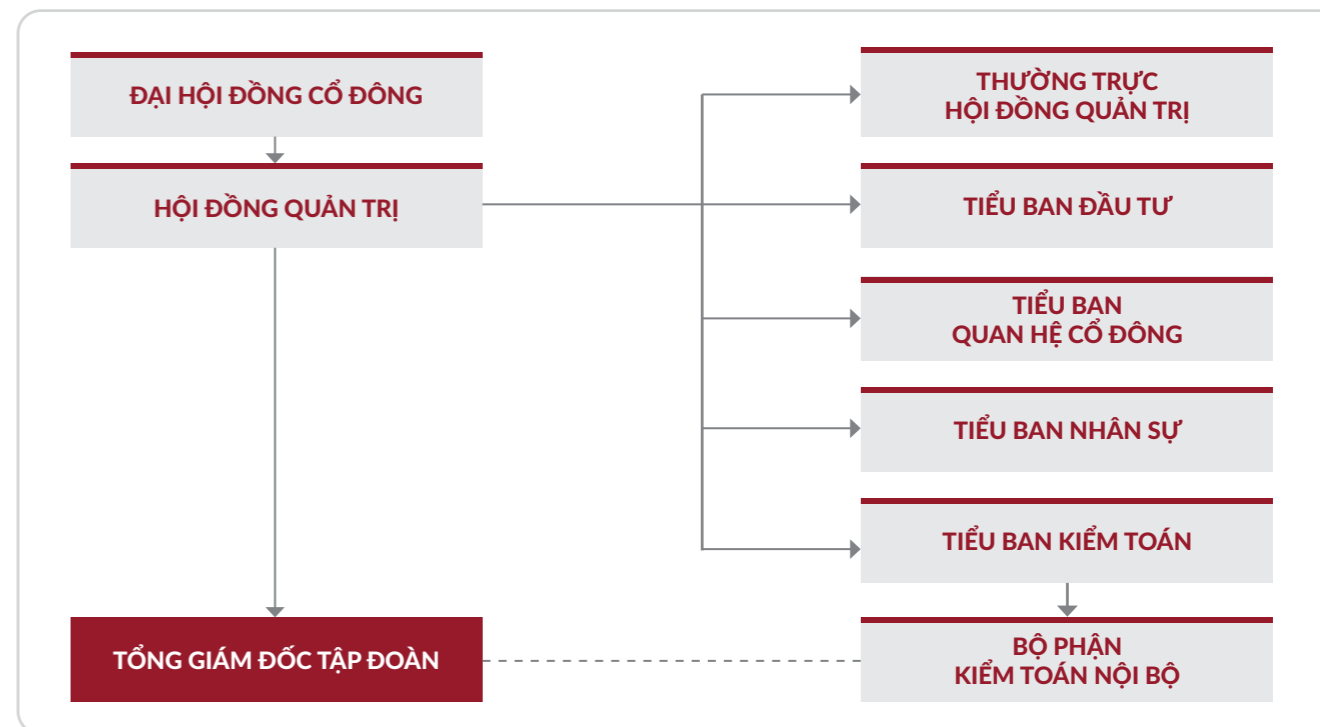 ĐẠI HỘI ĐỒNG CỔ ĐÔNG
HỘI ĐỒNG QUẢN TRỊ
TỔNG GIÁM ĐỐC TẬP ĐOÀN
THƯỜNG TRỰC
HỘI ĐỒNG QUẢN TRỊ
TIỂU BAN ĐẦU TƯ
TIỂU BAN
QUAN HỆ CỔ ĐÔNG
TIỂU BAN NHÂN SỰ
TIỂU BAN KIỂM TOÁN
BỘ PHẬN
KIỂM TOÁN NỘI BỘ